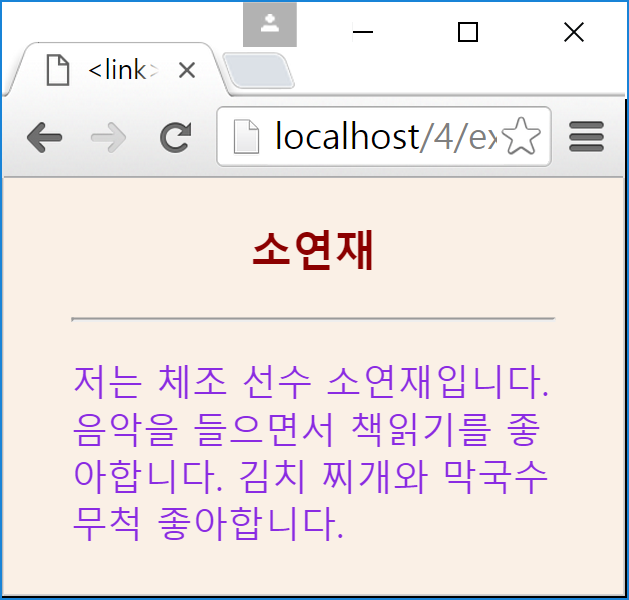 <link>
localhost/4/ex
소연재
저는 체조 선수 소연재입니다.
음악을 들으면서 책읽기를 좋
아합니다. 김치 찌개와 막국수
무척 좋아합니다.